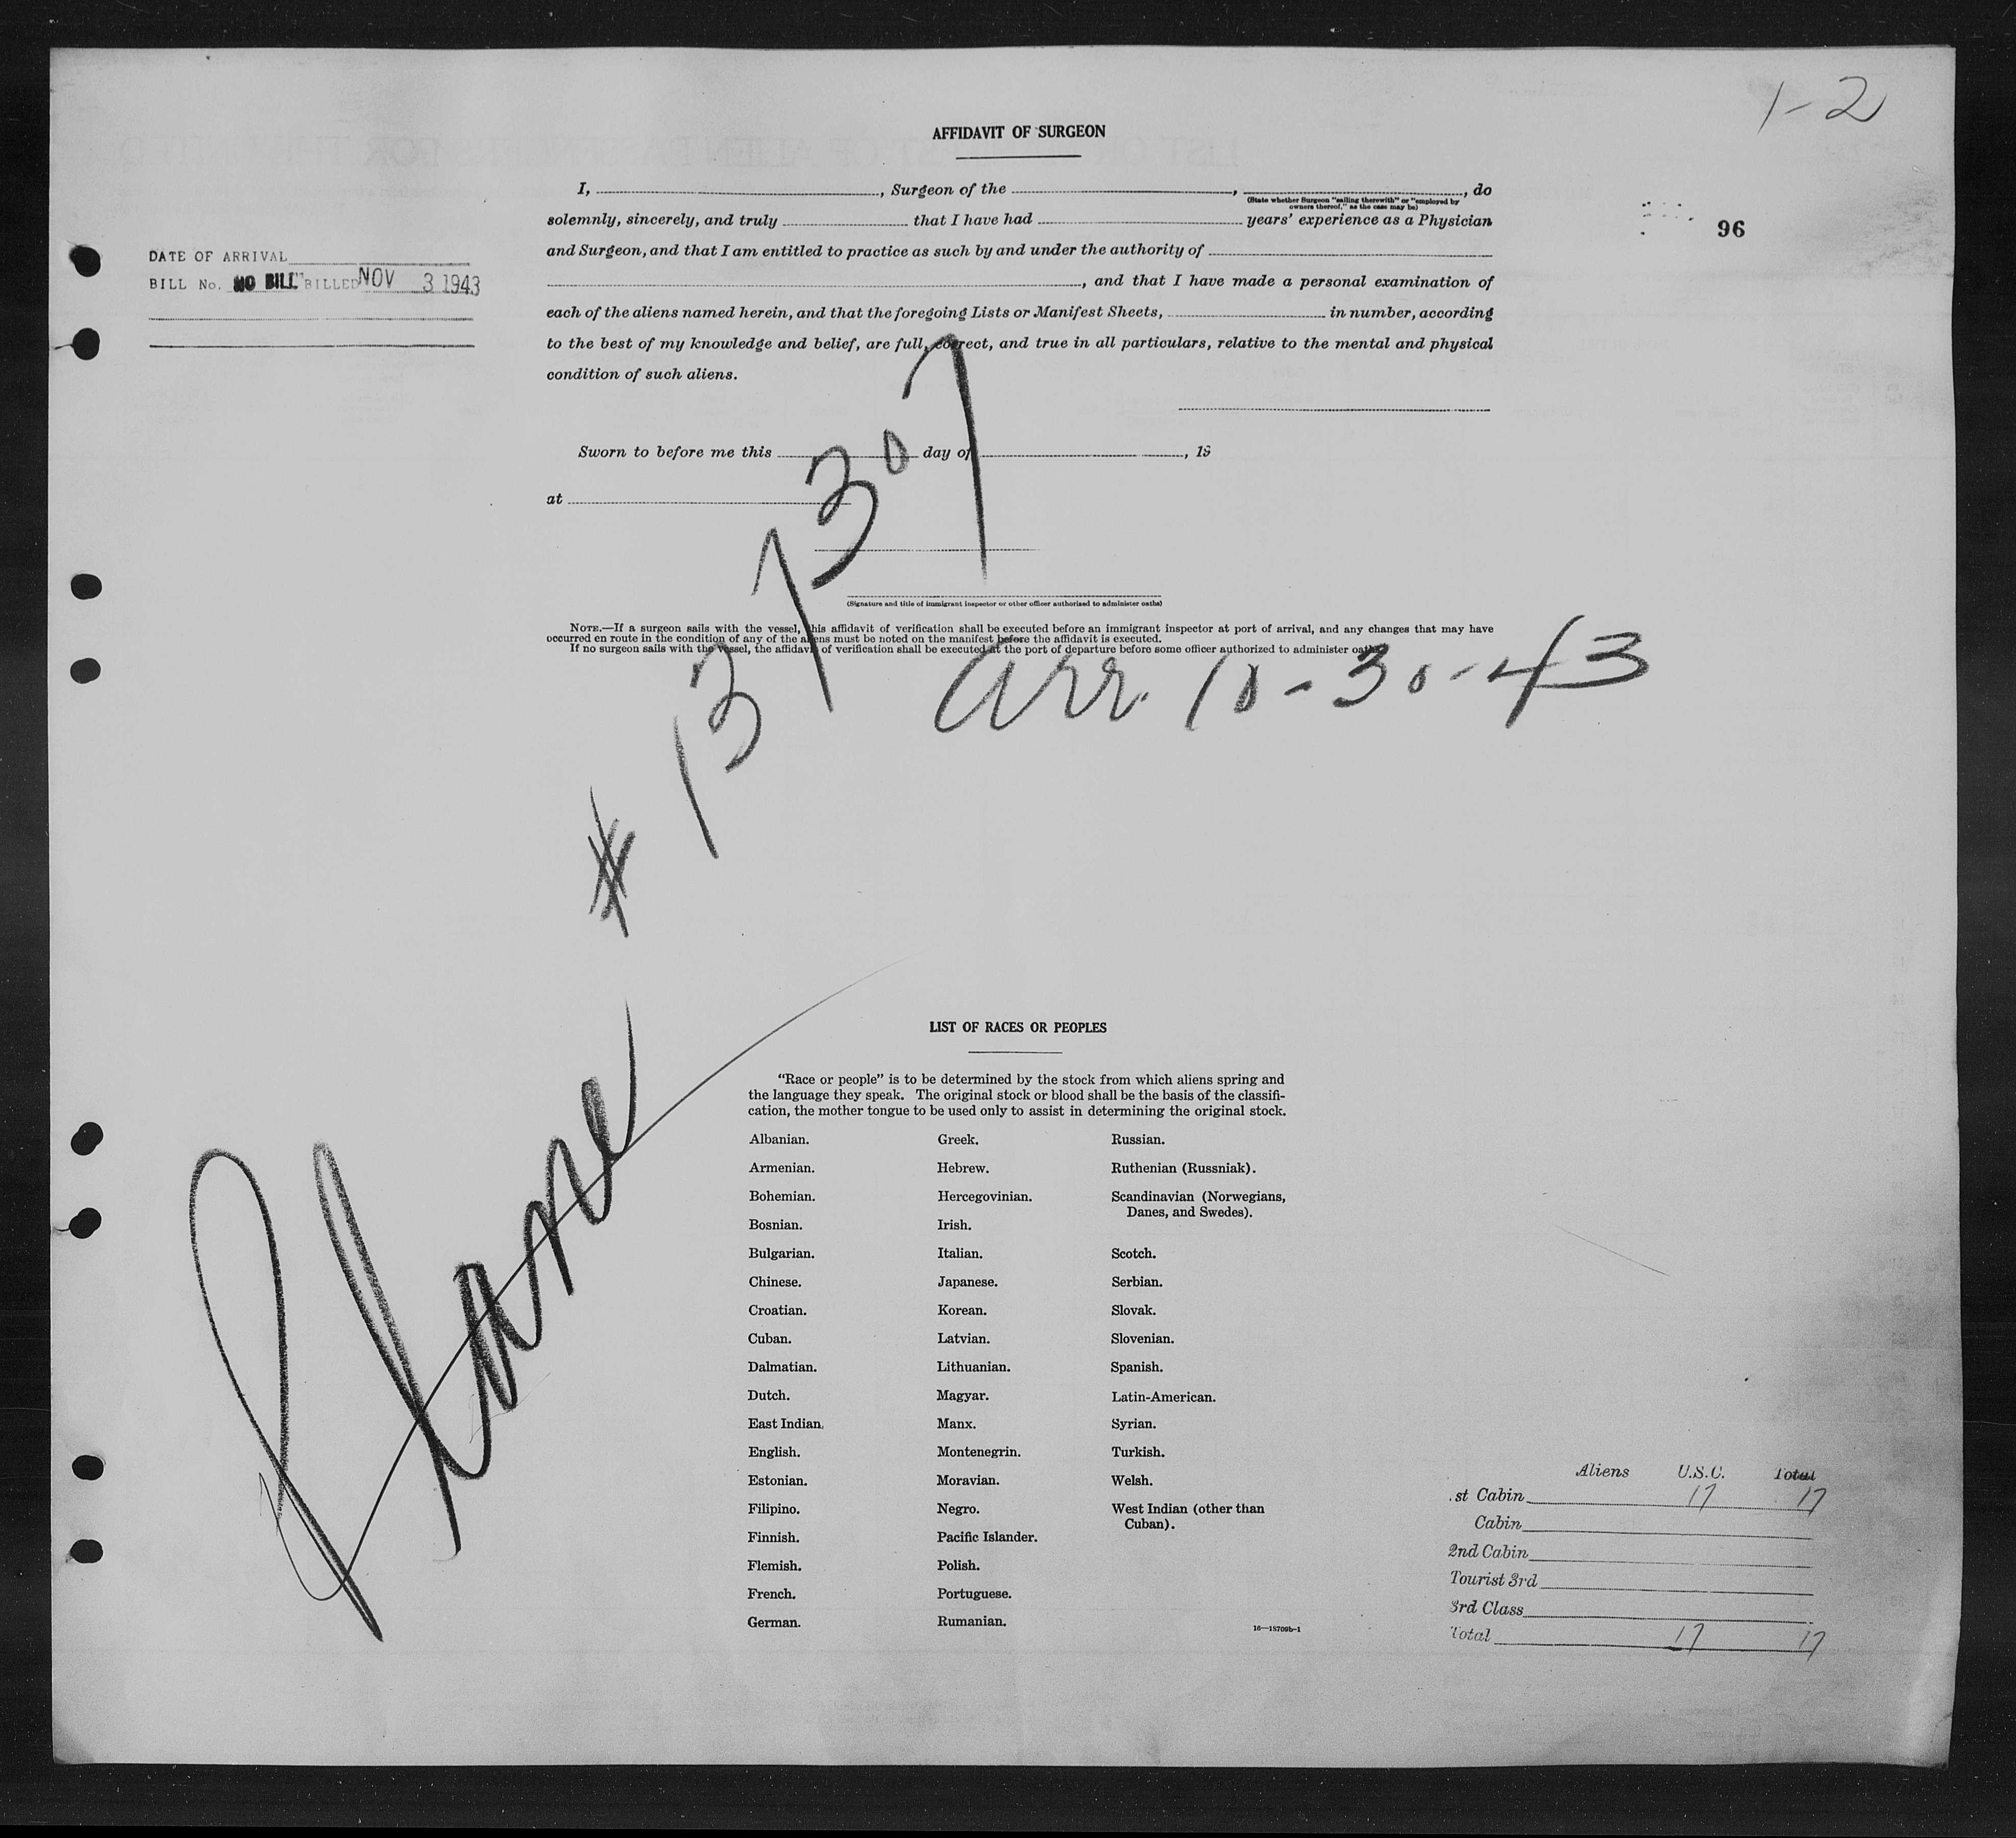 1-2
AFFIDAVIT OF SURGEON
I, , Surgeon of the , , do
(State whether Surgeon "sailing therewith" or "employed by
owners thereof," as the case may be)
solemnly, sincerely, and truly that I have had years' experience as a Physician
96
and Surgeon, and that I am entitled to practice as such by and under the authority of
DATE OF ARRIVAL
BILL No. "NO BILL" BILLED NOV 3 1943
, and that I have made a personal examination of
each of the aliens named herein, and that the foregoing Lists or Manifest Sheets, in number, according
to the best of my knowledge and belief, are full, correct, and true in all particulars, relative to the mental and physical
condition of such aliens.
Sworn to before me this day of , 19
at
(Signature and title of immigrant inspector or other officer authorized to administer oaths)
NOTE.—If a surgeon sails with the vessel, this affidavit of verification shall be executed before an immigrant inspector at port of arrival, and any changes that may have
occurred en route in the condition of any of the aliens must be noted on the manifest before the affidavit is executed.
If no surgeon sails with the vessel, the affidavit of verification shall be executed at the port of departure before some officer authorized to administer oaths.
arr. 10-30-43
Plane # 137307
LIST OF RACES OR PEOPLES
"Race or people" is to be determined by the stock from which aliens spring and
the language they speak. The original stock or blood shall be the basis of the classifi-
cation, the mother tongue to be used only to assist in determining the original stock.
Albanian.
Armenian.
Bohemian.
Bosnian.
Bulgarian.
Chinese.
Croatian.
Cuban.
Dalmatian.
Dutch.
East Indian.
English.
Estonian.
Filipino.
Finnish.
Flemish.
French.
German.
Greek.
Hebrew.
Hercegovinian.
Irish.
Italian.
Japanese.
Korean.
Latvian.
Lithuanian.
Magyar.
Manx.
Montenegrin.
Moravian.
Negro.
Pacific Islander.
Polish.
Portuguese.
Rumanian.
Russian.
Ruthenian (Russniak).
Scandinavian (Norwegians,
Danes, and Swedes).
Scotch.
Serbian.
Slovak.
Slovenian.
Spanish.
Latin-American.
Syrian.
Turkish.
Welsh.
West Indian (other than
Cuban).
16—15709b-1
Aliens U.S.C. Total
st Cabin 17 17
Cabin
2nd Cabin
Tourist 3rd
3rd Class
Total 17 17